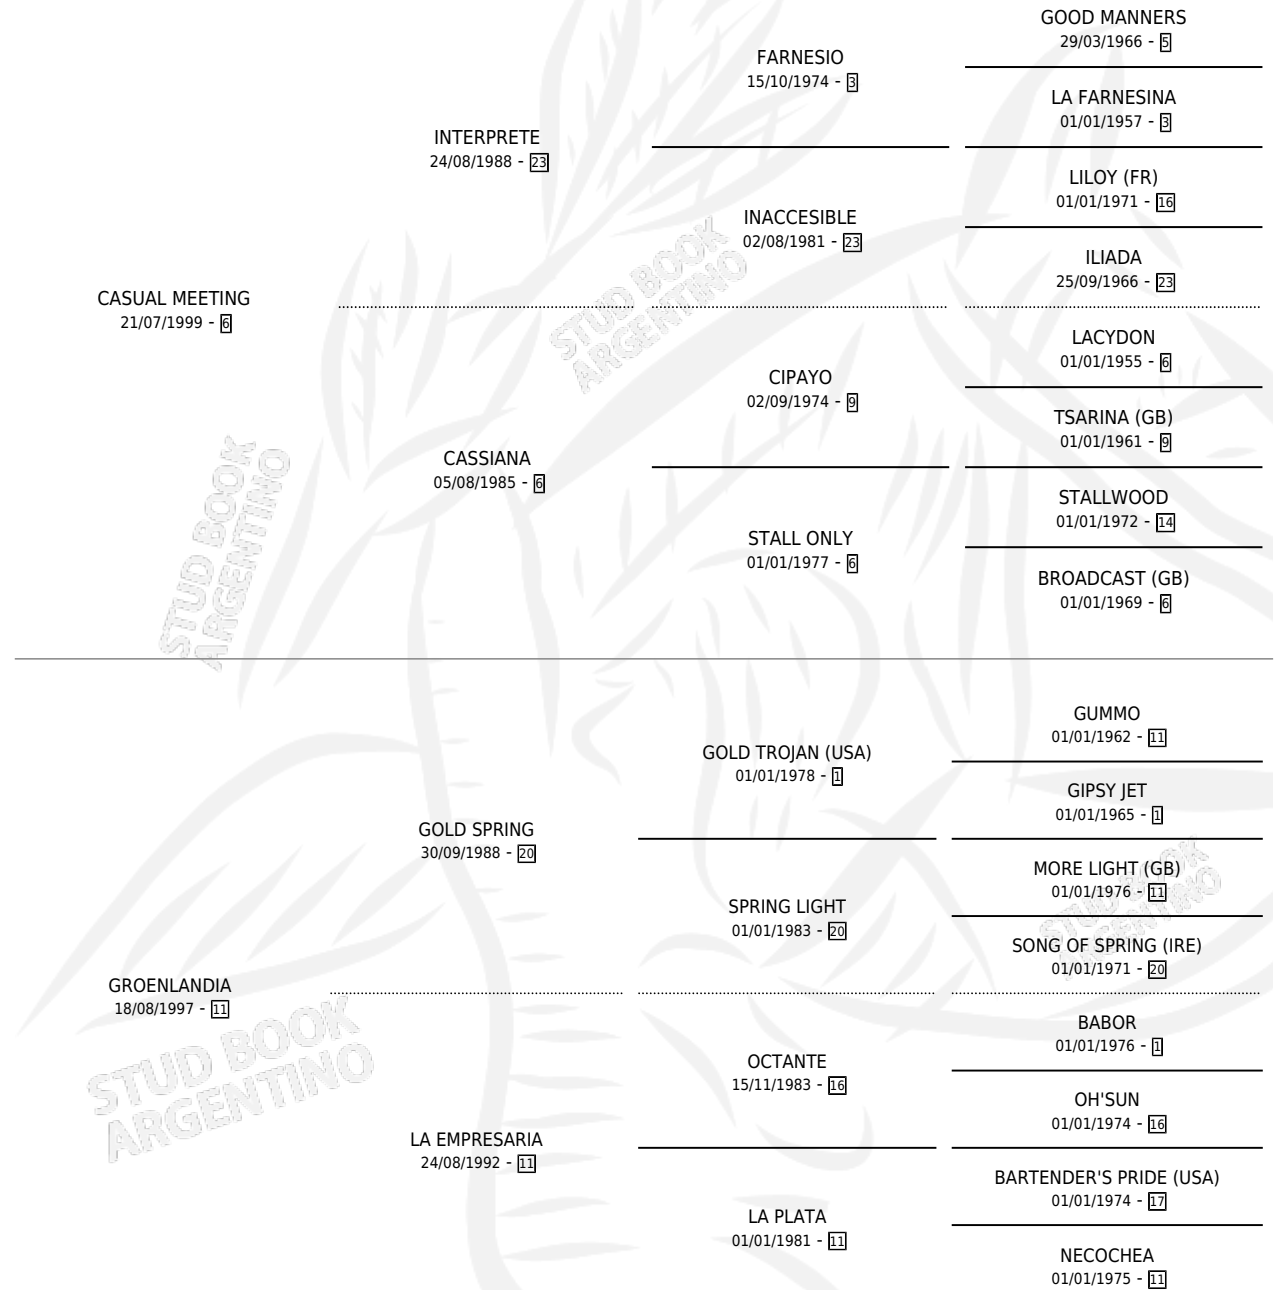 GOOD MANNERS
29/03/1966 - 5
FARNESIO
15/10/1974 - 3
LA FARNESINA
01/01/1957 - 3
INTERPRETE
24/08/1988 - 23
LILOY (FR)
01/01/1971 - 16
INACCESIBLE
02/08/1981 - 23
ILIADA
25/09/1966 - 23
CASUAL MEETING
21/07/1999 - 6
LACYDON
01/01/1955 - 6
CIPAYO
02/09/1974 - 9
TSARINA (GB)
01/01/1961 - 9
CASSIANA
05/08/1985 - 6
STALLWOOD
01/01/1972 - 14
STALL ONLY
01/01/1977 - 6
BROADCAST (GB)
01/01/1969 - 6
GUMMO
01/01/1962 - 11
GOLD TROJAN (USA)
01/01/1978 - 1
GIPSY JET
01/01/1965 - 1
GOLD SPRING
30/09/1988 - 20
MORE LIGHT (GB)
01/01/1976 - 11
SPRING LIGHT
01/01/1983 - 20
SONG OF SPRING (IRE)
01/01/1971 - 20
GROENLANDIA
18/08/1997 - 11
BABOR
01/01/1976 - 1
OCTANTE
15/11/1983 - 16
OH'SUN
01/01/1974 - 16
LA EMPRESARIA
24/08/1992 - 11
BARTENDER'S PRIDE (USA)
01/01/1974 - 17
LA PLATA
01/01/1981 - 11
NECOCHEA
01/01/1975 - 11
STUD BOOK
ARGENTINO
STUD BOOK
ARGENTINO
STUD BOOK
ARGENTINO
STUD BOOK
ARGENTINO